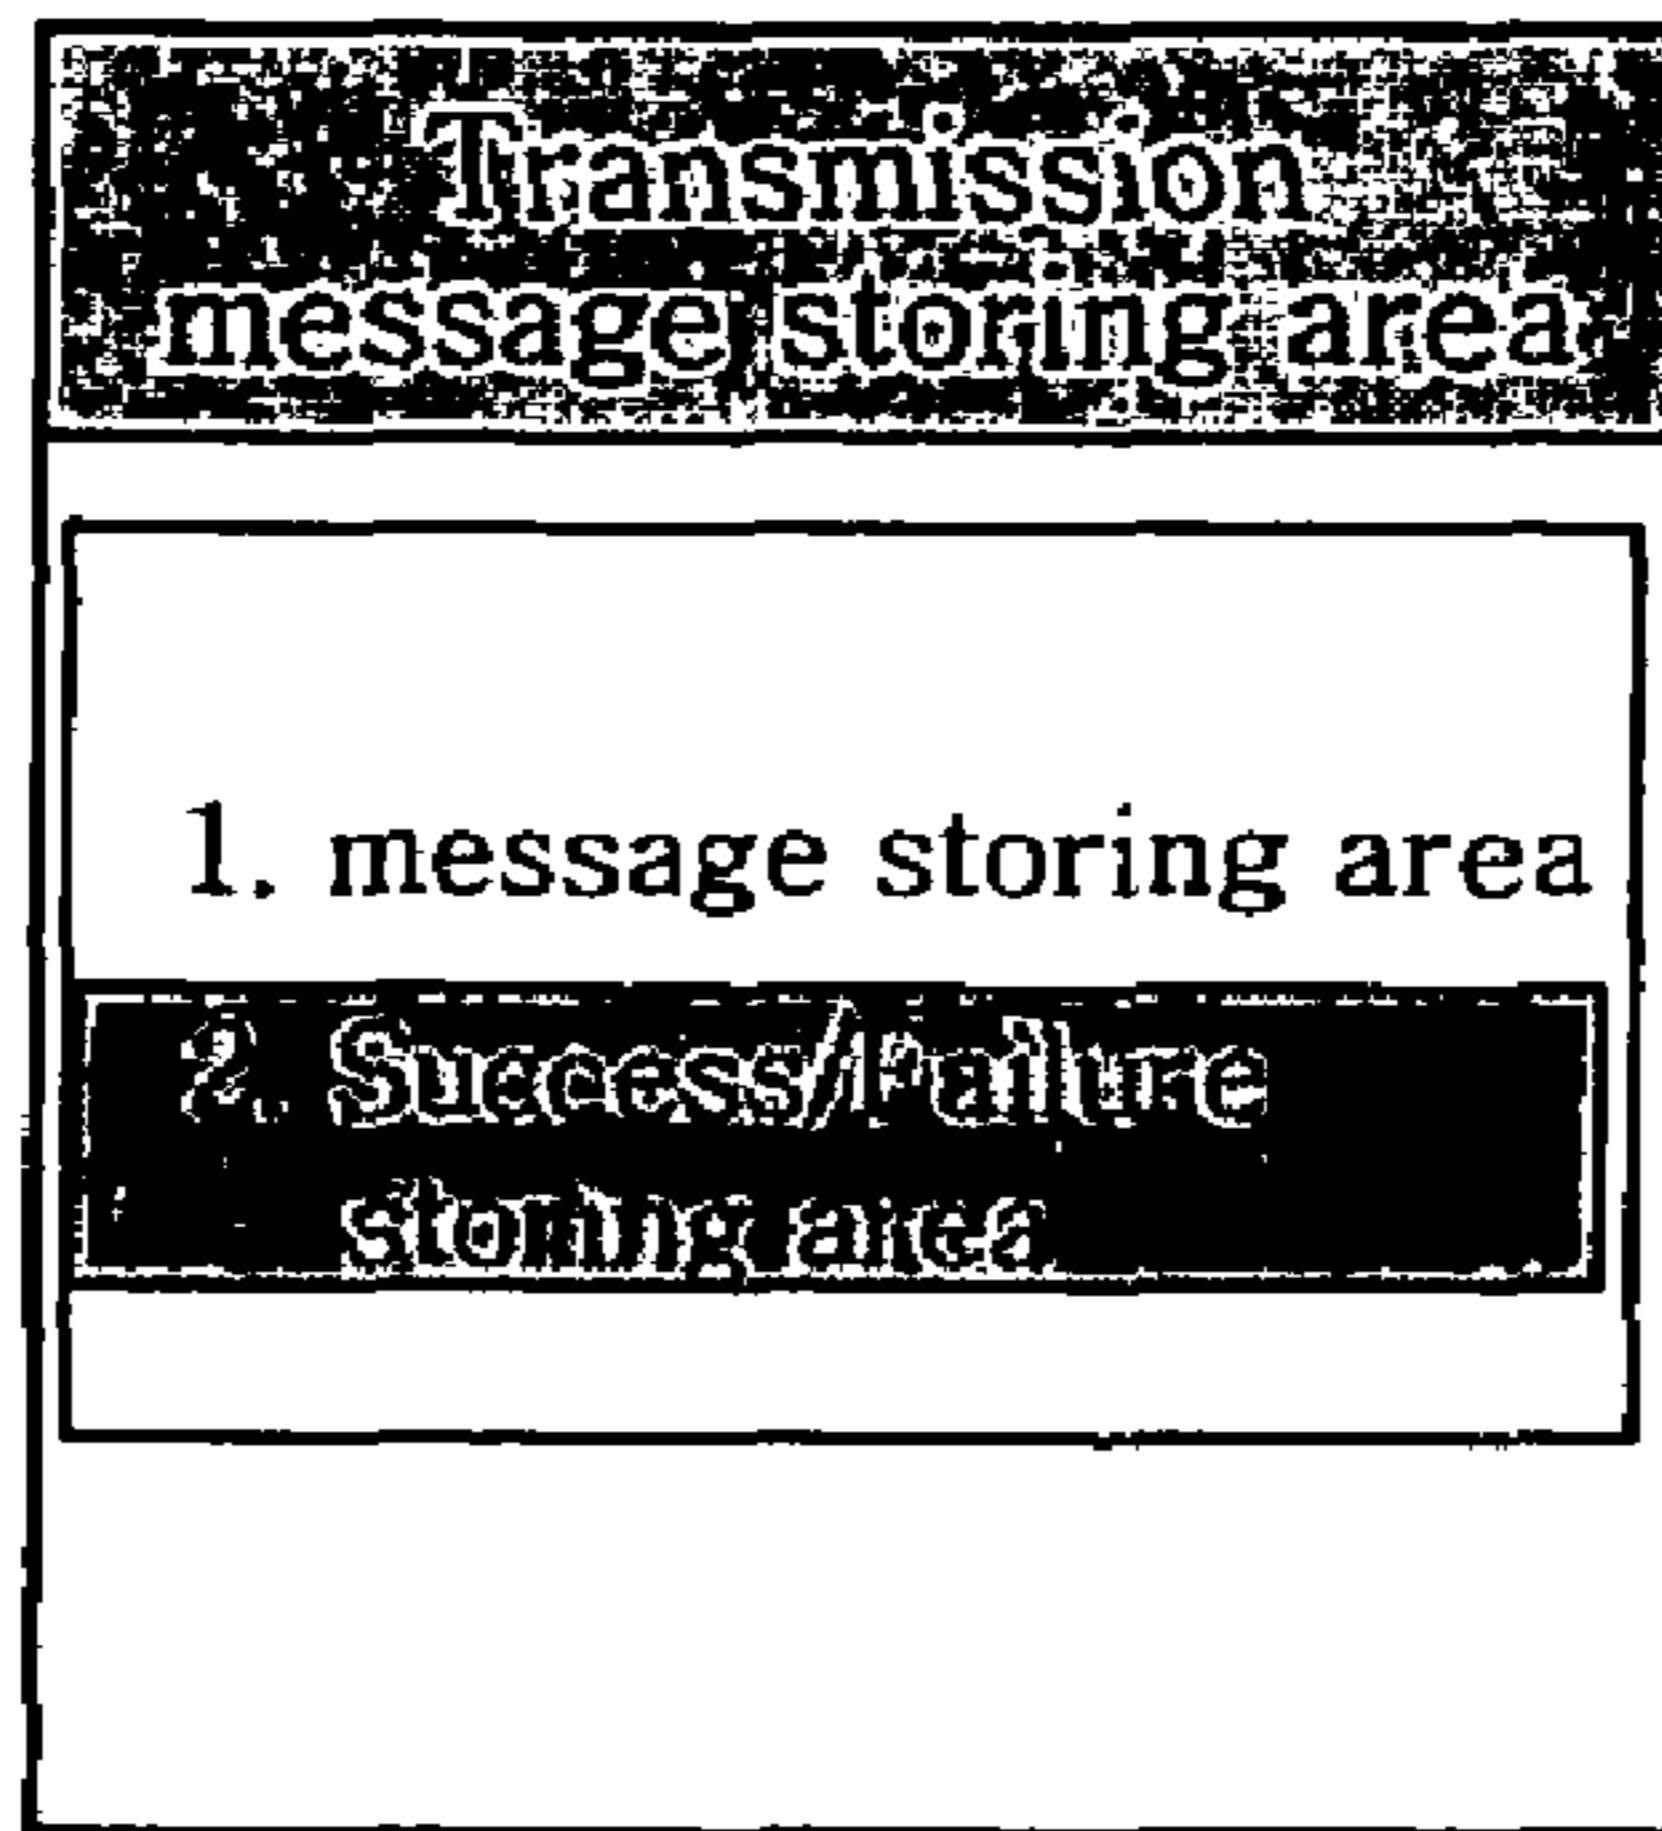 Transmission
message storing area
1. message storing area
2. Success/Failure
storing area